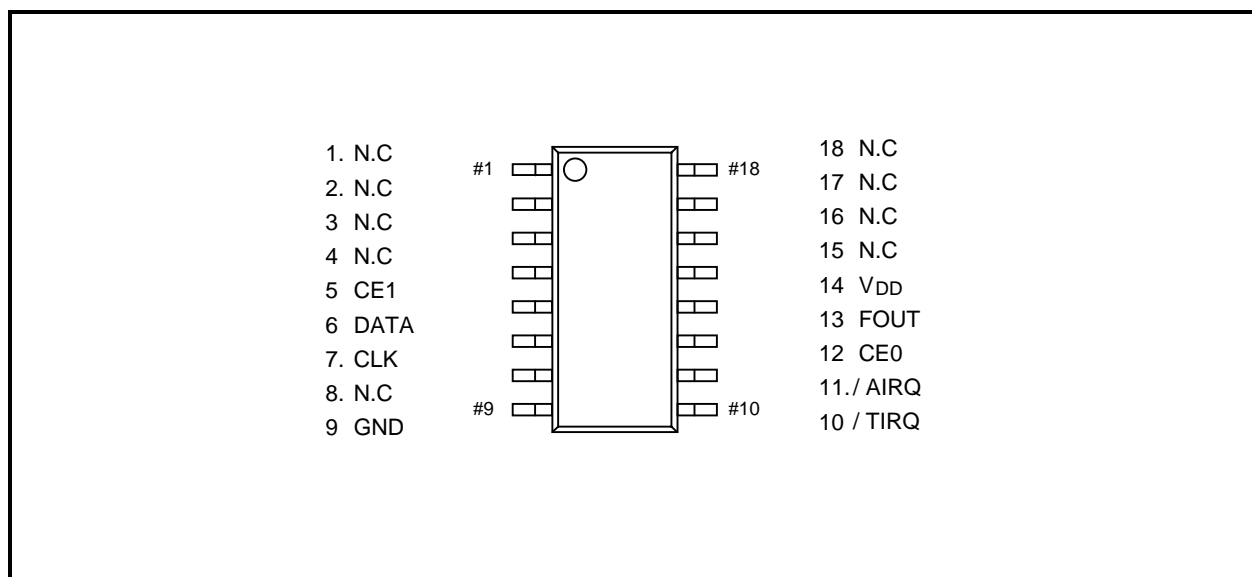 1. N.C
2. N.C
3 N.C
4 N.C
5 CE1
6 DATA
7. CLK
8. N.C
9 GND
#1
#9
#18
#10
18 N.C
17 N.C
16 N.C
15 N.C
14 VDD
13 FOUT
12 CE0
11./ AIRQ
10 / TIRQ